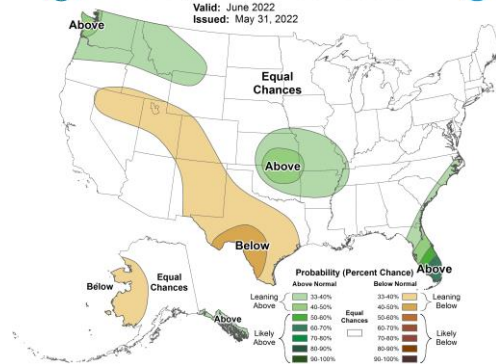 Valid: June 2022
Issued: May 31, 2022
Above
Equal
Chances
Above
Below
Above
Below
Equal
Chances
Above
Probability (Percent Chance)
Above Normal
Below Normal
Leaning
Above
33-40%
40-50%
Equal
Chances
33-40%
40-50%
Leaning
Below
Likely
Above
50-60%
60-70%
70-80%
80-90%
90-100%
50-60%
60-70%
70-80%
80-90%
90-100%
Likely
Below